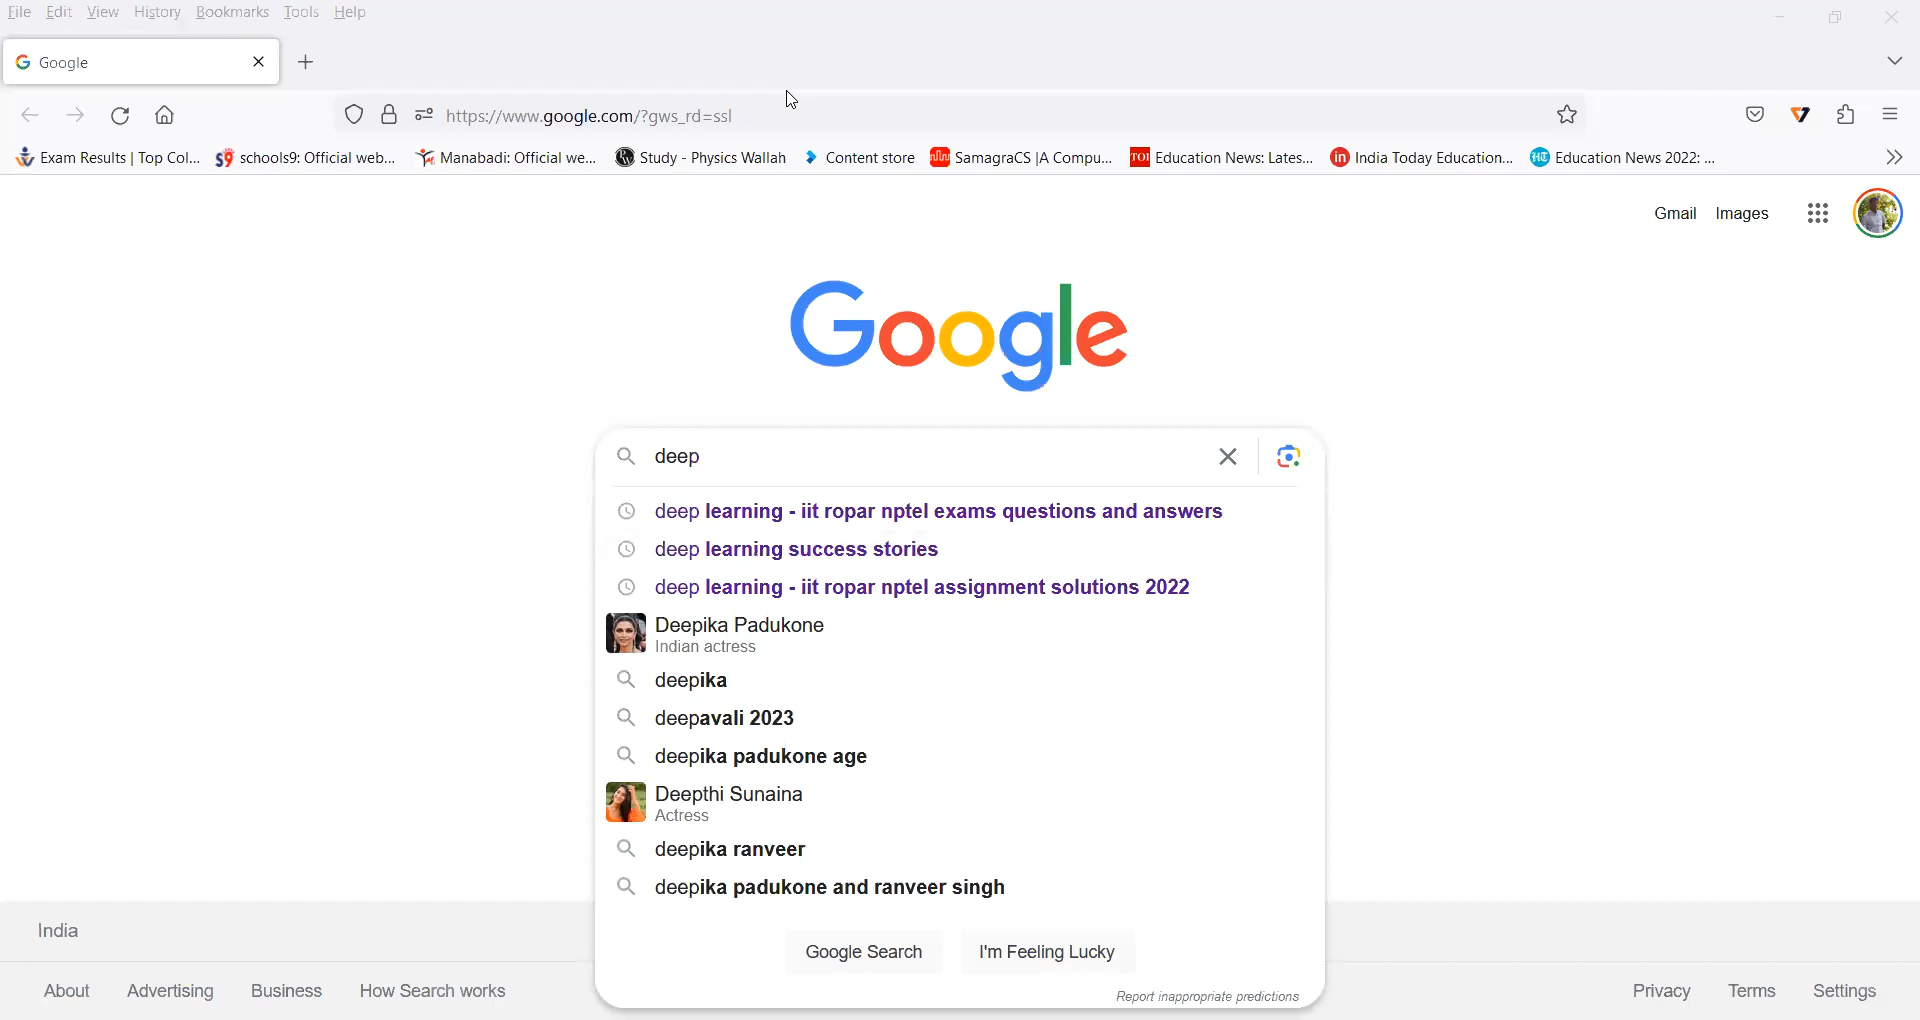 File Edit View History Bookmarks Tools Help
Google
https://www.google.com/?gws_rd=ssl
Exam Results | Top Col... S9 schools9: Official web... Manabadi: Official we... PW Study - Physics Wallah Content store SamagraCS |A Compu... TOI Education News: Lates... in India Today Education... HT Education News 2022: ...
Gmail Images
Google
deep
deep learning - iit ropar nptel exams questions and answers
deep learning success stories
deep learning - iit ropar nptel assignment solutions 2022
Deepika Padukone
Indian actress
deepika
deepavali 2023
deepika padukone age
Deepthi Sunaina
Actress
deepika ranveer
deepika padukone and ranveer singh
India
Google Search I'm Feeling Lucky
About Advertising Business How Search works
Report inappropriate predictions
Privacy Terms Settings